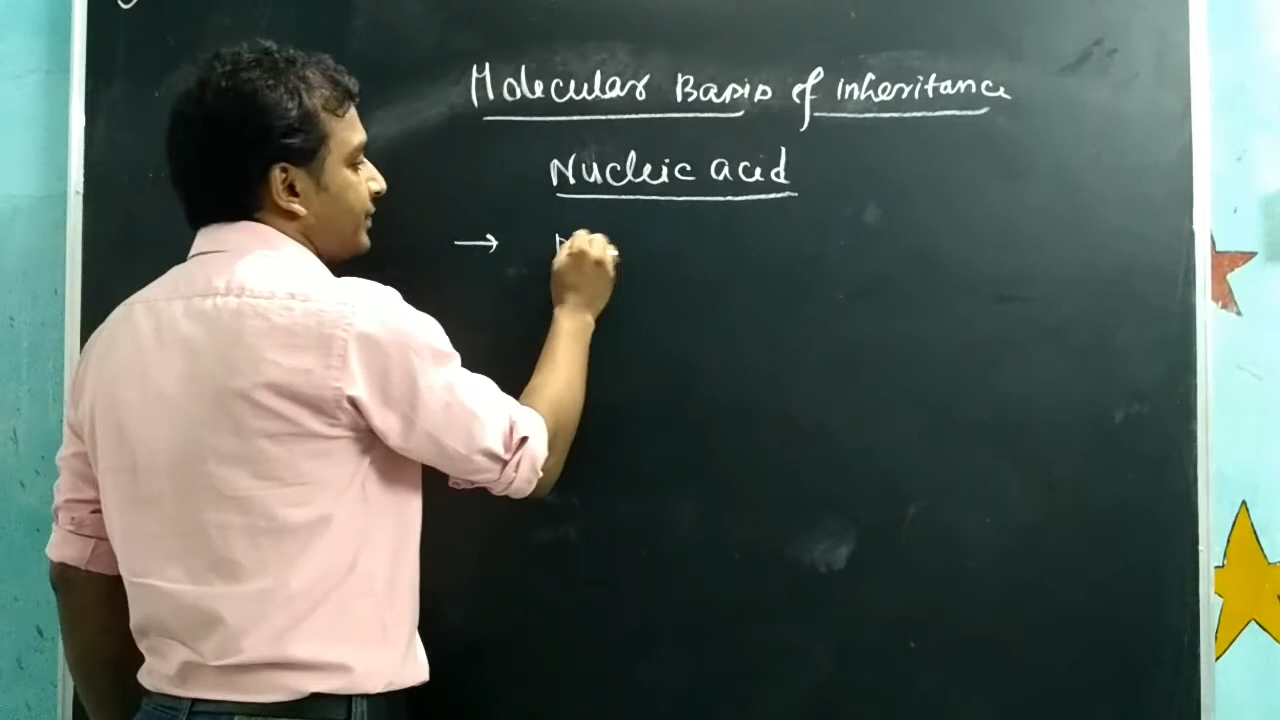 Molecular Basis of Inheritance
Nucleic acid
→